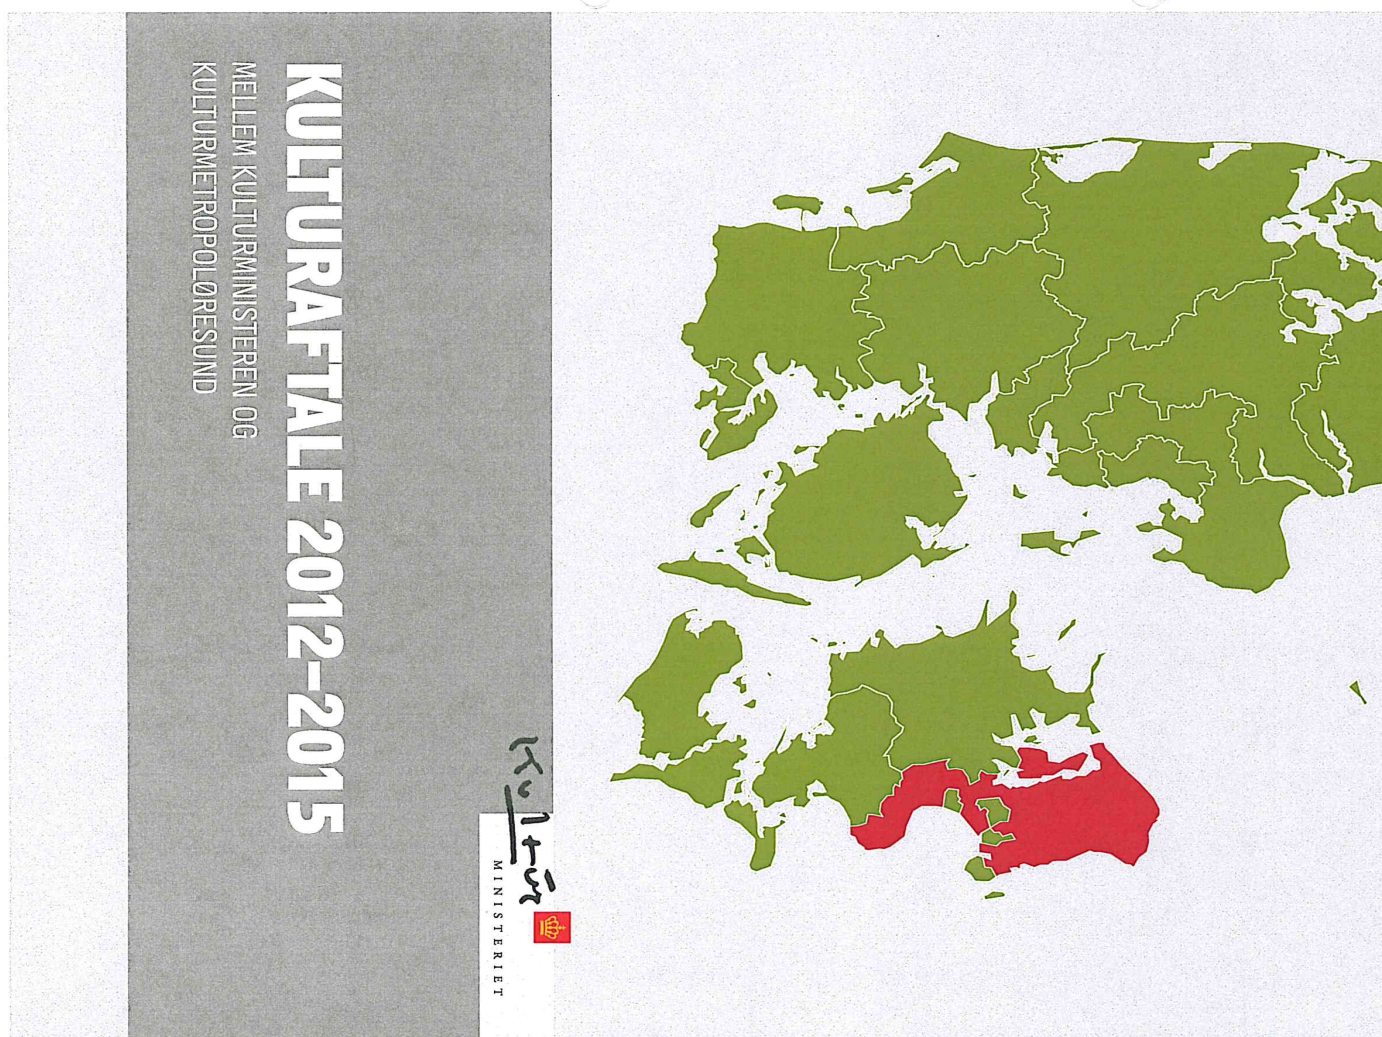 KULTURAFTALE 2012-2015
MELLEM KULTURMINISTEREN OG
KULTURMETROPOLØRESUND
Kultur
MINISTERIET